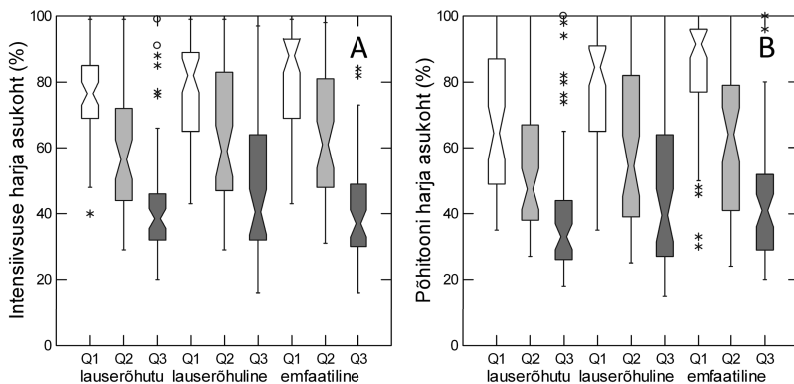 Intensiivsuse harja asukoht (%)
100
80
60
40
20
0
A
Q1 Q2 Q3 Q1 Q2 Q3 Q1 Q2 Q3
lauserõhutu lauserõhuline emfaatiline
Põhitooni harja asukoht (%)
100
80
60
40
20
0
B
Q1 Q2 Q3 Q1 Q2 Q3 Q1 Q2 Q3
lauserõhutu lauserõhuline emfaatiline